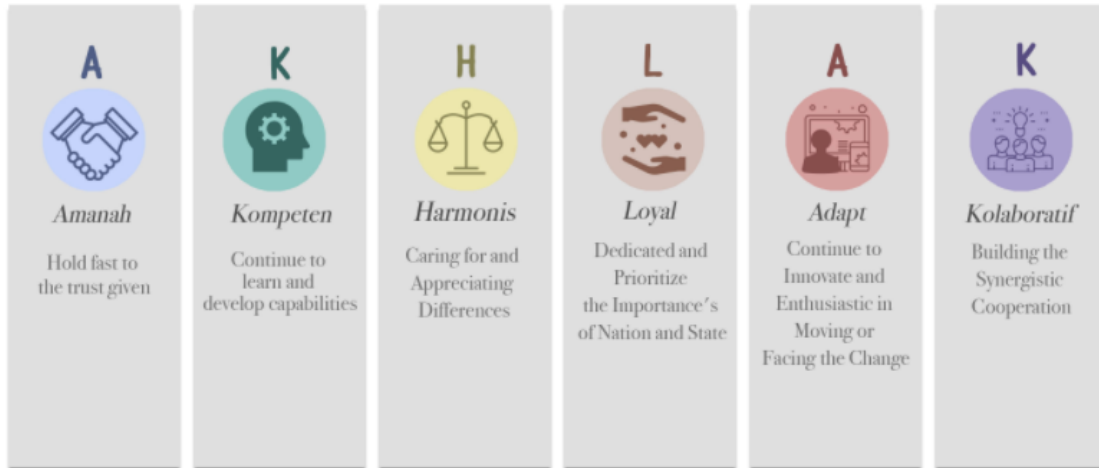 A
Amanah
Hold fast to
the trust given
K
Kompeten
Continue to
learn and
develop capabilities
H
Harmonis
Caring for and
Appreciating
Differences
L
Loyal
Dedicated and
Prioritize
the Importance's
of Nation and State
A
Adapt
Continue to
Innovate and
Enthusiastic in
Moving or
Facing the Change
K
Kolaboratif
Building the
Synergistic
Cooperation